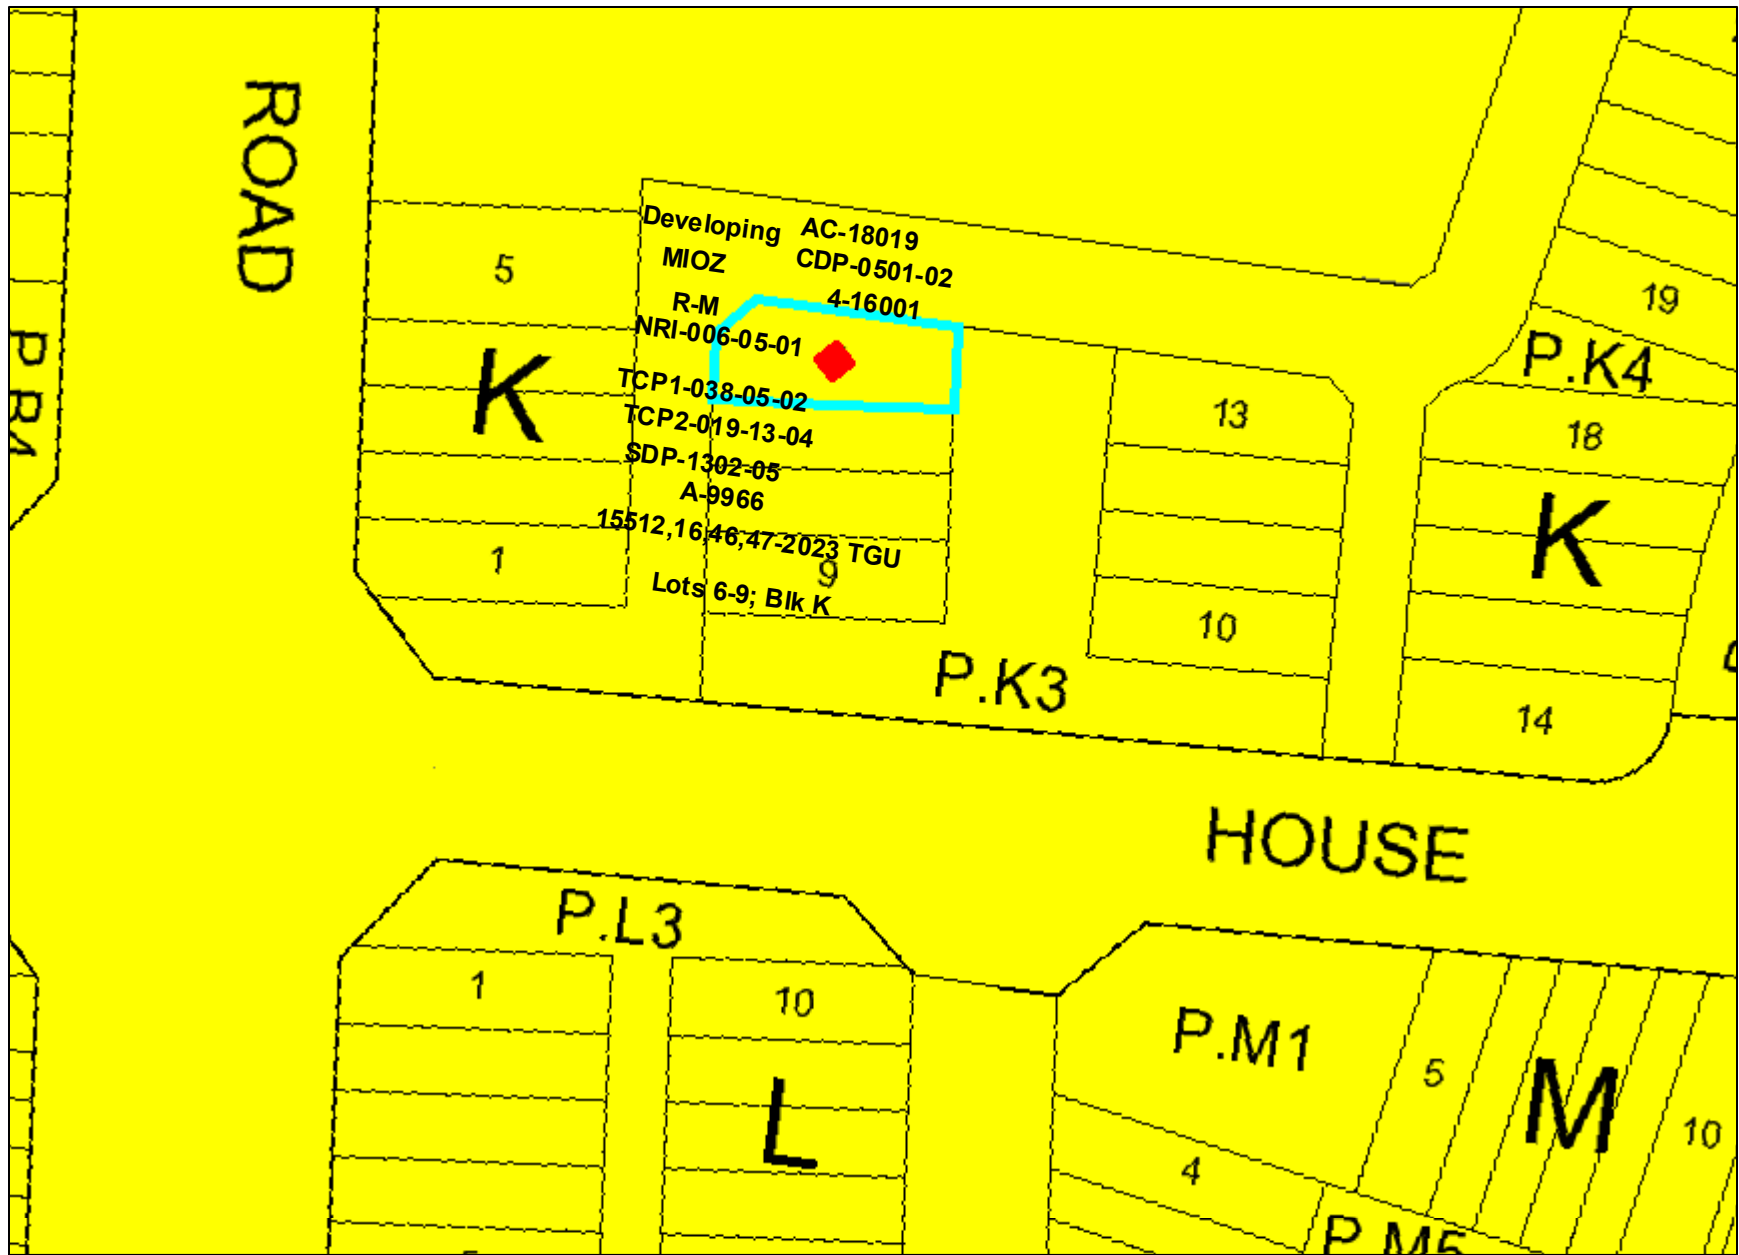 ROAD
Developing AC-18019
MIOZ CDP-0501-02
R-M 4-16001
NRI-006-05-01
TCP1-038-05-02
TCP2-019-13-04
SDP-1302-05
A-9966
15512,16,46,47-2023 TGU
Lots 6-9; Blk K
5
K
1
9
P.K3
13
10
19
P.K4
18
K
14
HOUSE
P.L3
1
10
L
P.M1
5
M
10
4
P.M5